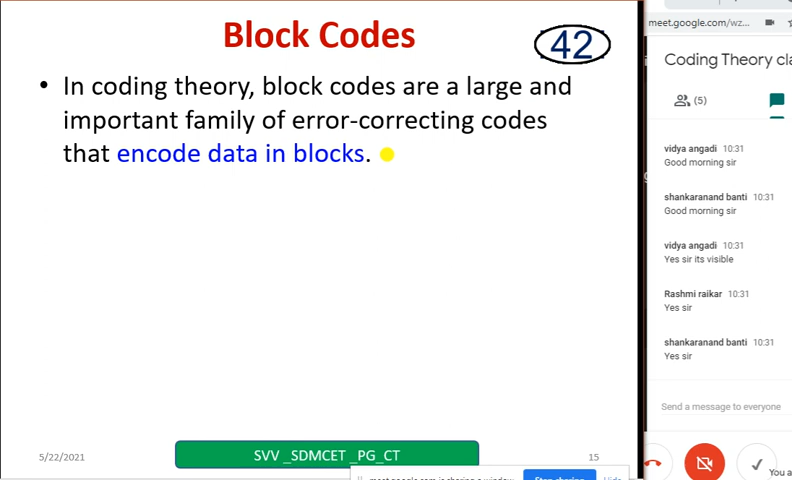 Block Codes
42
• In coding theory, block codes are a large and
important family of error-correcting codes
that encode data in blocks.
5/22/2021
SVV _SDMCET _PG_CT
15
Stop sharing
Hide
meet.google.com/wz...
Coding Theory cla
(5)
vidya angadi 10:31
Good morning sir
shankaranand banti 10:31
Good morning sir
vidya angadi 10:31
Yes sir its visible
Rashmi raikar 10:31
Yes sir
shankaranand banti 10:31
Yes sir
Send a message to everyone
You a